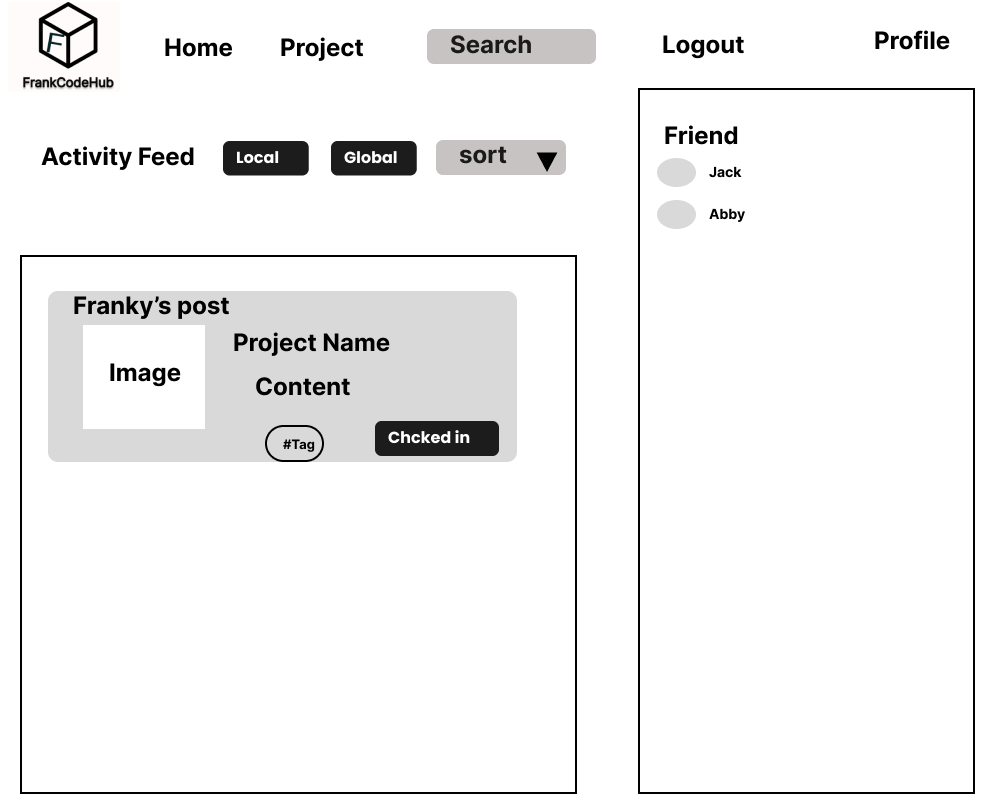 F
FrankCodeHub
Home
Project
Search
Logout
Profile
Activity Feed
Local
Global
sort
Friend
Jack
Abby
Franky’s post
Image
Project Name
Content
#Tag
Chcked in